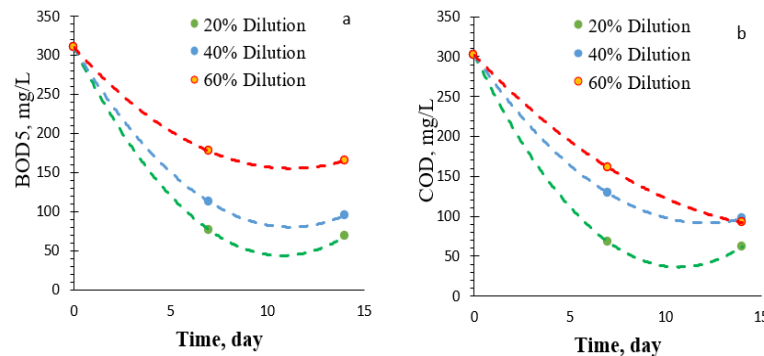 a
20% Dilution
40% Dilution
60% Dilution
BOD5, mg/L
350
300
250
200
150
100
50
0
0 5 10 15
Time, day
b
20% Dilution
40% Dilution
60% Dilution
COD, mg/L
350
300
250
200
150
100
50
0
0 5 10 15
Time, day